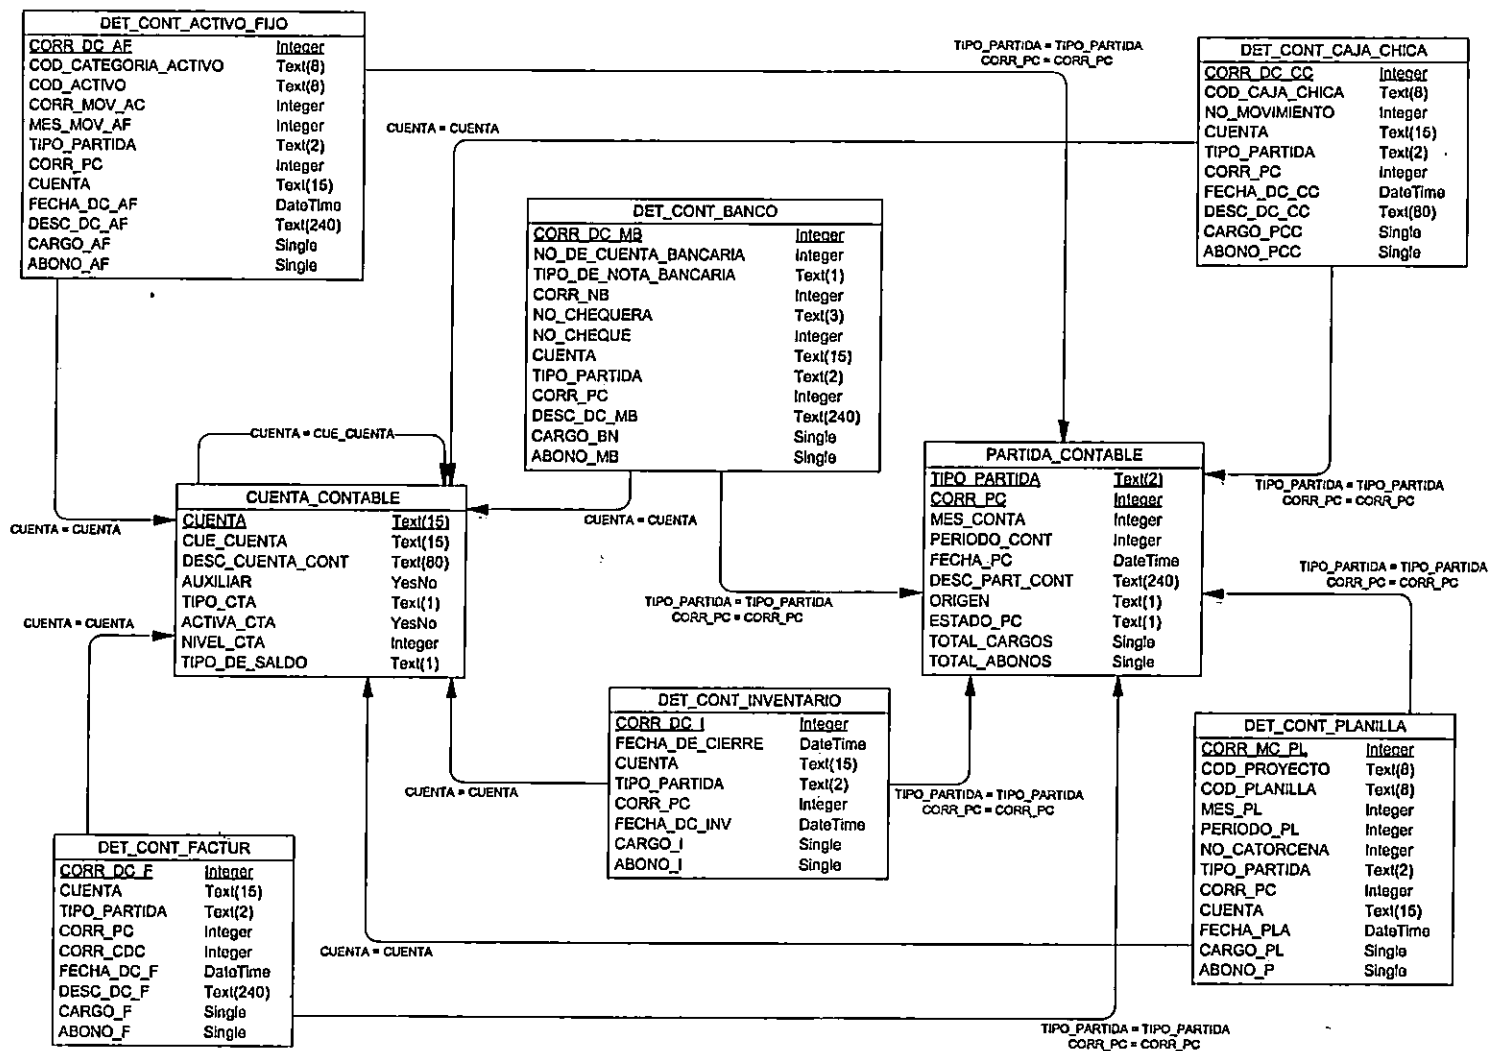 DET_CONT_ACTIVO_FIJO
CORR_DC_AF Integer
COD_CATEGORIA_ACTIVO Text(8)
COD_ACTIVO Text(8)
CORR_MOV_AC Integer
MES_MOV_AF Integer
TIPO_PARTIDA Text(2)
CORR_PC Integer
CUENTA Text(15)
FECHA_DC_AF DateTime
DESC_DC_AF Text(240)
CARGO_AF Single
ABONO_AF Single
TIPO_PARTIDA = TIPO_PARTIDA
CORR_PC = CORR_PC
DET_CONT_CAJA_CHICA
CORR_DC_CC Integer
COD_CAJA_CHICA Text(8)
NO_MOVIMIENTO Integer
CUENTA Text(15)
TIPO_PARTIDA Text(2)
CORR_PC Integer
FECHA_DC_CC DateTime
DESC_DC_CC Text(80)
CARGO_PCC Single
ABONO_PCC Single
CUENTA = CUENTA
DET_CONT_BANCO
CORR_DC_MB Integer
NO_DE_CUENTA_BANCARIA Integer
TIPO_DE_NOTA_BANCARIA Text(1)
CORR_NB Integer
NO_CHEQUERA Text(3)
NO_CHEQUE Integer
CUENTA Text(15)
TIPO_PARTIDA Text(2)
CORR_PC Integer
DESC_DC_MB Text(240)
CARGO_BN Single
ABONO_MB Single
CUENTA = CUE_CUENTA
CUENTA = CUENTA
CUENTA_CONTABLE
CUENTA Text(15)
CUE_CUENTA Text(15)
DESC_CUENTA_CONT Text(80)
AUXILIAR YesNo
TIPO_CTA Text(1)
ACTIVA_CTA YesNo
NIVEL_CTA Integer
TIPO_DE_SALDO Text(1)
CUENTA = CUENTA
TIPO_PARTIDA = TIPO_PARTIDA
CORR_PC = CORR_PC
PARTIDA_CONTABLE
TIPO_PARTIDA Text(2)
CORR_PC Integer
MES_CONTA Integer
PERIODO_CONT Integer
FECHA_PC DateTime
DESC_PART_CONT Text(240)
ORIGEN Text(1)
ESTADO_PC Text(1)
TOTAL_CARGOS Single
TOTAL_ABONOS Single
TIPO_PARTIDA = TIPO_PARTIDA
CORR_PC = CORR_PC
TIPO_PARTIDA = TIPO_PARTIDA
CORR_PC = CORR_PC
CUENTA = CUENTA
CUENTA = CUENTA
DET_CONT_INVENTARIO
CORR_DC_I Integer
FECHA_DE_CIERRE DateTime
CUENTA Text(15)
TIPO_PARTIDA Text(2)
CORR_PC Integer
FECHA_DC_INV DateTime
CARGO_I Single
ABONO_I Single
TIPO_PARTIDA = TIPO_PARTIDA
CORR_PC = CORR_PC
DET_CONT_PLANILLA
CORR_MC_PL Integer
COD_PROYECTO Text(8)
COD_PLANILLA Text(8)
MES_PL Integer
PERIODO_PL Integer
NO_CATORCENA Integer
TIPO_PARTIDA Text(2)
CORR_PC Integer
CUENTA Text(15)
FECHA_PLA DateTime
CARGO_PL Single
ABONO_P Single
DET_CONT_FACTUR
CORR_DC_F Integer
CUENTA Text(15)
TIPO_PARTIDA Text(2)
CORR_PC Integer
CORR_CDC Integer
FECHA_DC_F DateTime
DESC_DC_F Text(240)
CARGO_F Single
ABONO_F Single
CUENTA = CUENTA
TIPO_PARTIDA = TIPO_PARTIDA
CORR_PC = CORR_PC